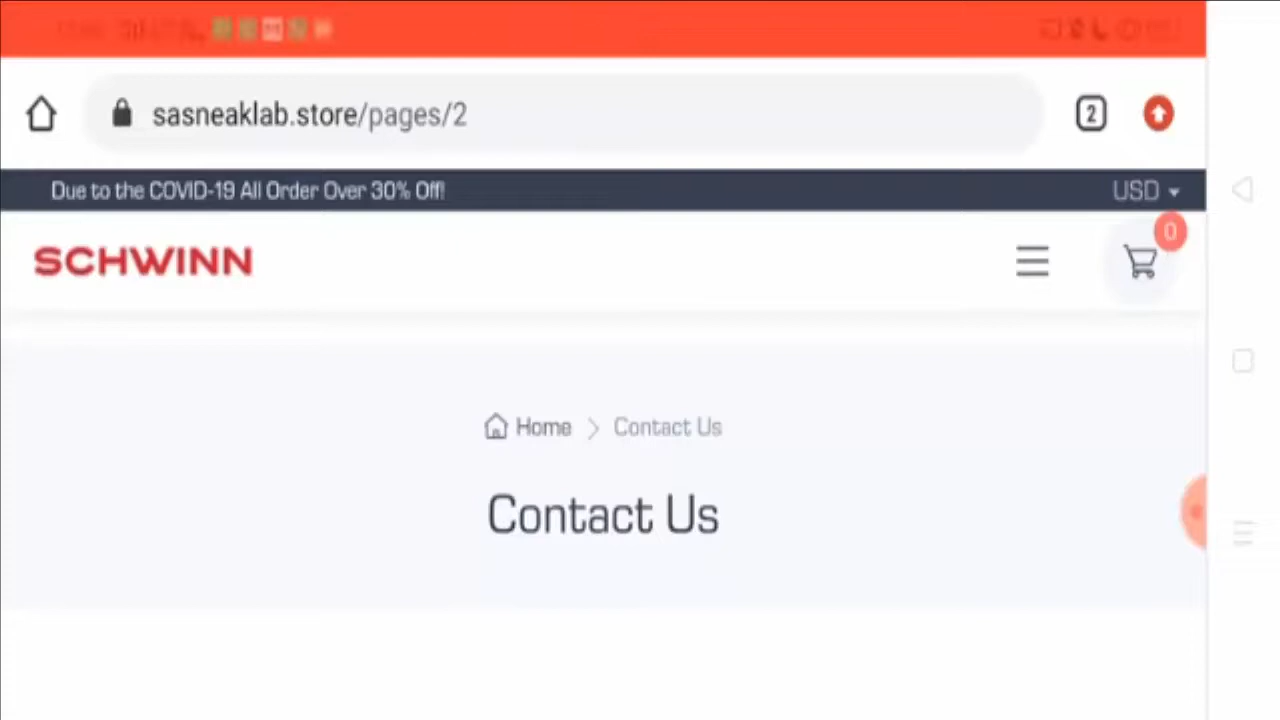 sasneaklab.store/pages/2
2
Due to the COVID-19 All Order Over 30% Off!
USD
SCHWINN
0
Home
Contact Us
Contact Us